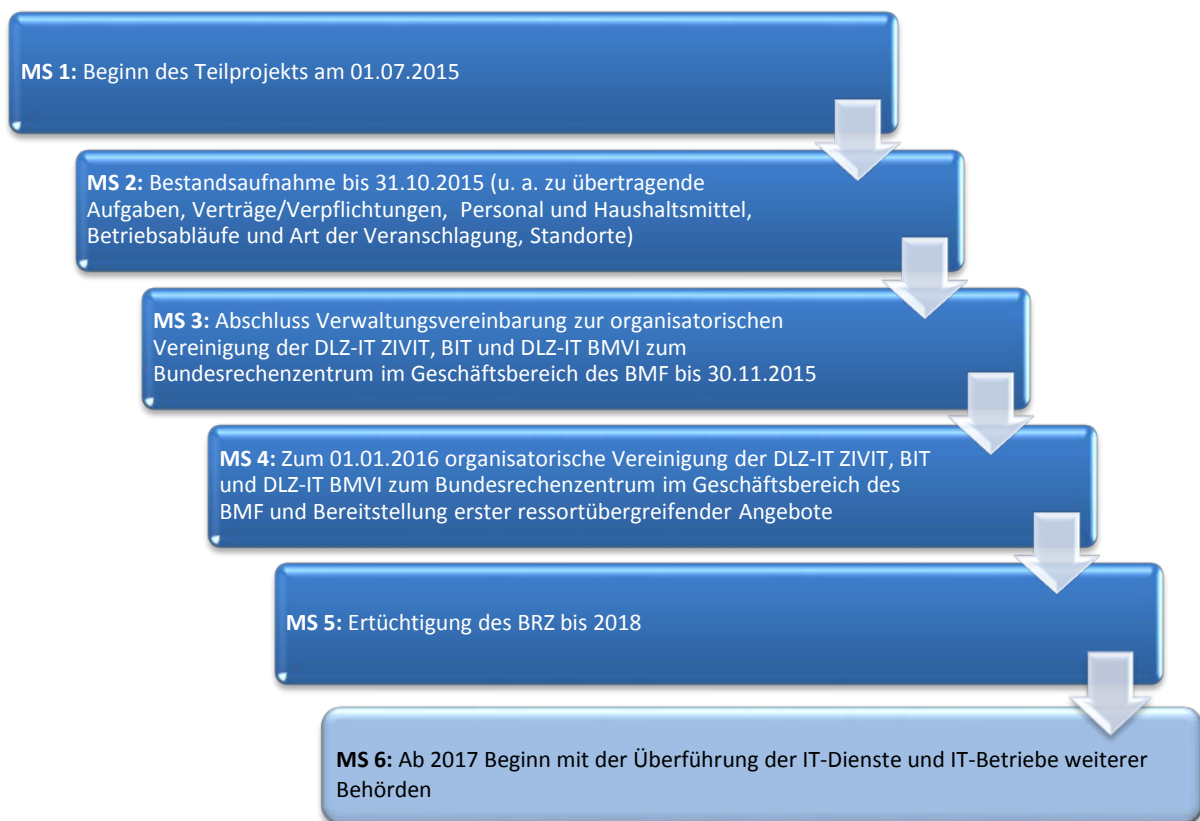 MS 1: Beginn des Teilprojekts am 01.07.2015
MS 2: Bestandsaufnahme bis 31.10.2015 (u. a. zu übertragende
Aufgaben, Verträge/Verpflichtungen, Personal und Haushaltsmittel,
Betriebsabläufe und Art der Veranschlagung, Standorte)
MS 3: Abschluss Verwaltungsvereinbarung zur organisatorischen
Vereinigung der DLZ-IT ZIVIT, BIT und DLZ-IT BMVI zum
Bundesrechenzentrum im Geschäftsbereich des BMF bis 30.11.2015
MS 4: Zum 01.01.2016 organisatorische Vereinigung der DLZ-IT ZIVIT, BIT
und DLZ-IT BMVI zum Bundesrechenzentrum im Geschäftsbereich des
BMF und Bereitstellung erster ressortübergreifender Angebote
MS 5: Ertüchtigung des BRZ bis 2018
MS 6: Ab 2017 Beginn mit der Überführung der IT-Dienste und IT-Betriebe weiterer
Behörden